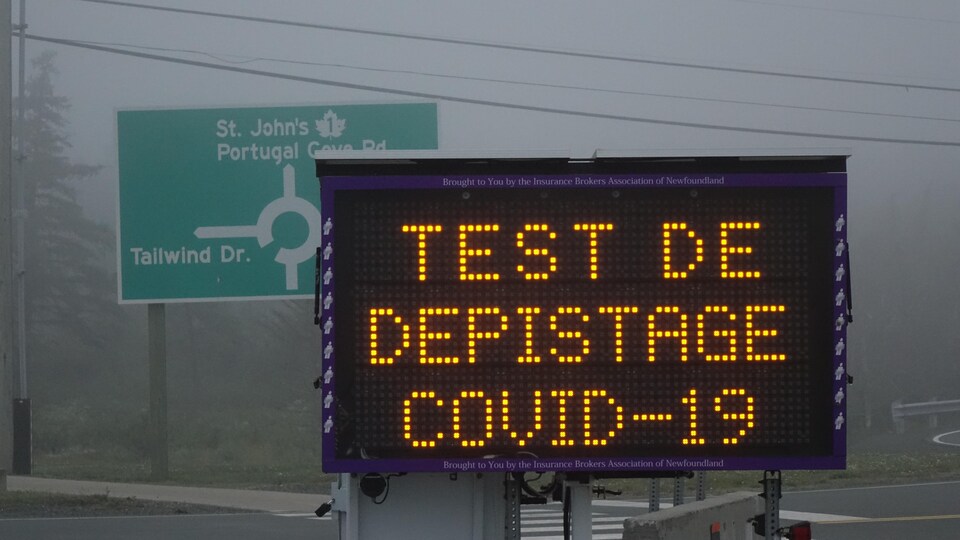 St. John's 1
Portugal Cove Rd
Tailwind Dr.
Brought to You by the Insurance Brokers Association of Newfoundland
TEST DE
DEPISTAGE
COVID-19
Brought to You by the Insurance Brokers Association of Newfoundland